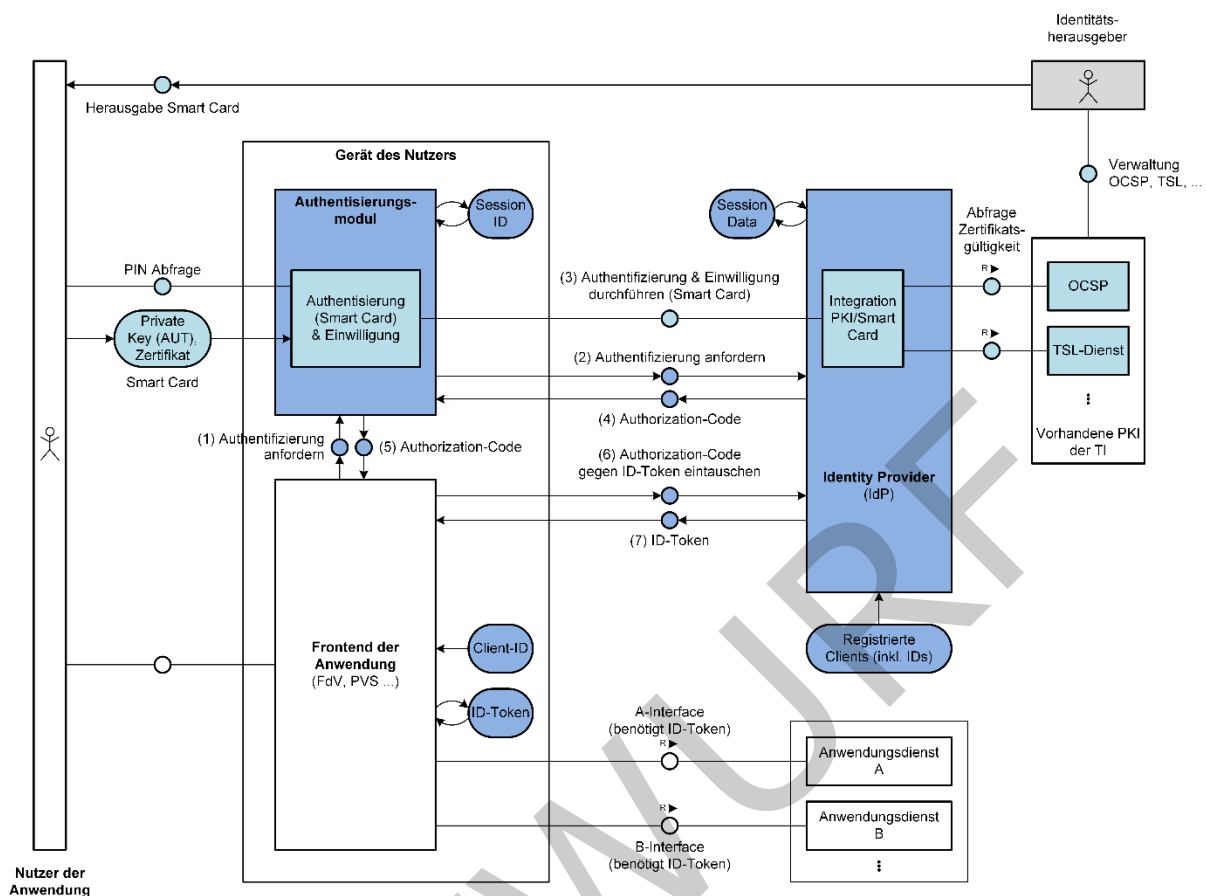 Identitäts-
herausgeber
Herausgabe Smart Card
Verwaltung
OCSP, TSL, ...
Gerät des Nutzers
Authentisierungs-
modul
Session
ID
Session
Data
Abfrage
Zertifikats-
gültigkeit
PIN Abfrage
Authentisierung
(Smart Card)
& Einwilligung
(3) Authentifizierung & Einwilligung
durchführen (Smart Card)
Integration
PKI/Smart
Card
R
OCSP
R
TSL-Dienst
Private
Key (AUT),
Zertifikat
Smart Card
(2) Authentifizierung anfordern
(4) Authorization-Code
Vorhandene PKI
der TI
(1) Authentifizierung
anfordern
(5) Authorization-Code
(6) Authorization-Code
gegen ID-Token eintauschen
Identity Provider
(IdP)
(7) ID-Token
Frontend der
Anwendung
(FdV, PVS ...)
Client-ID
ID-Token
Registrierte
Clients (inkl. IDs)
A-Interface
(benötigt ID-Token)
R
Anwendungsdienst
A
R
B-Interface
(benötigt ID-Token)
Anwendungsdienst
B
Nutzer der
Anwendung
TWURF